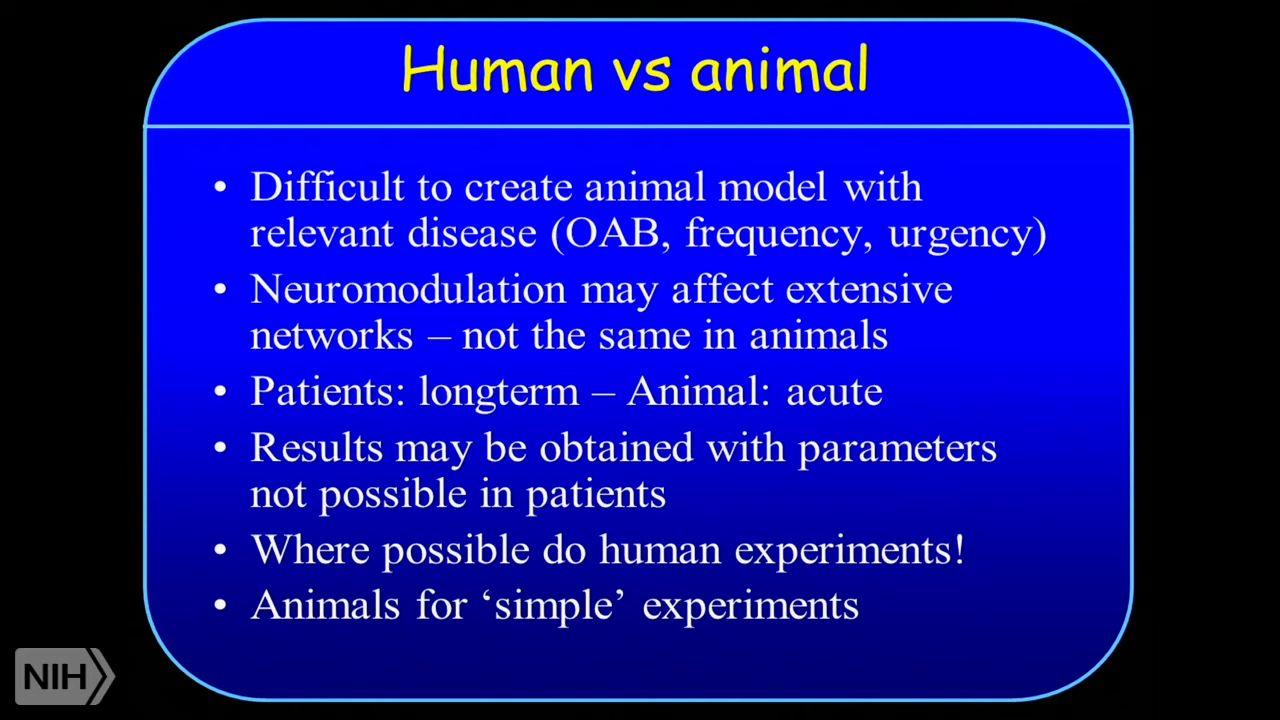 Human vs animal
• Difficult to create animal model with
relevant disease (OAB, frequency, urgency)
• Neuromodulation may affect extensive
networks – not the same in animals
• Patients: longterm – Animal: acute
• Results may be obtained with parameters
not possible in patients
• Where possible do human experiments!
• Animals for ‘simple’ experiments
NIH